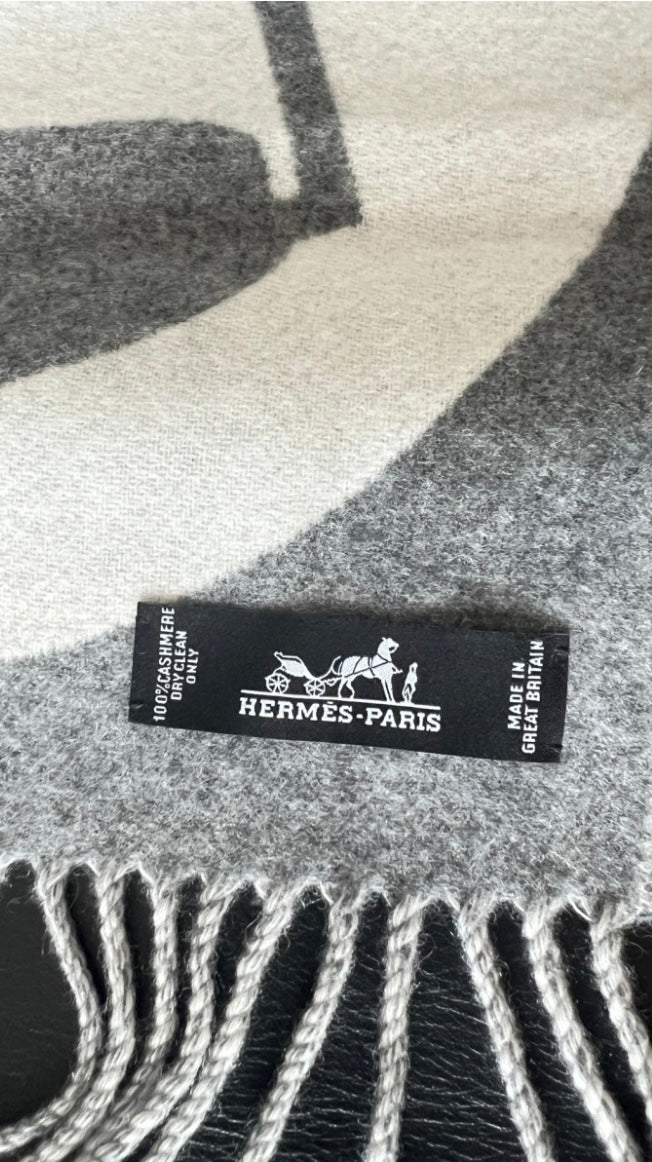 100%CASHMERE
DRY CLEAN
ONLY
HERMÈS-PARIS
MADE IN
GREAT BRITAIN